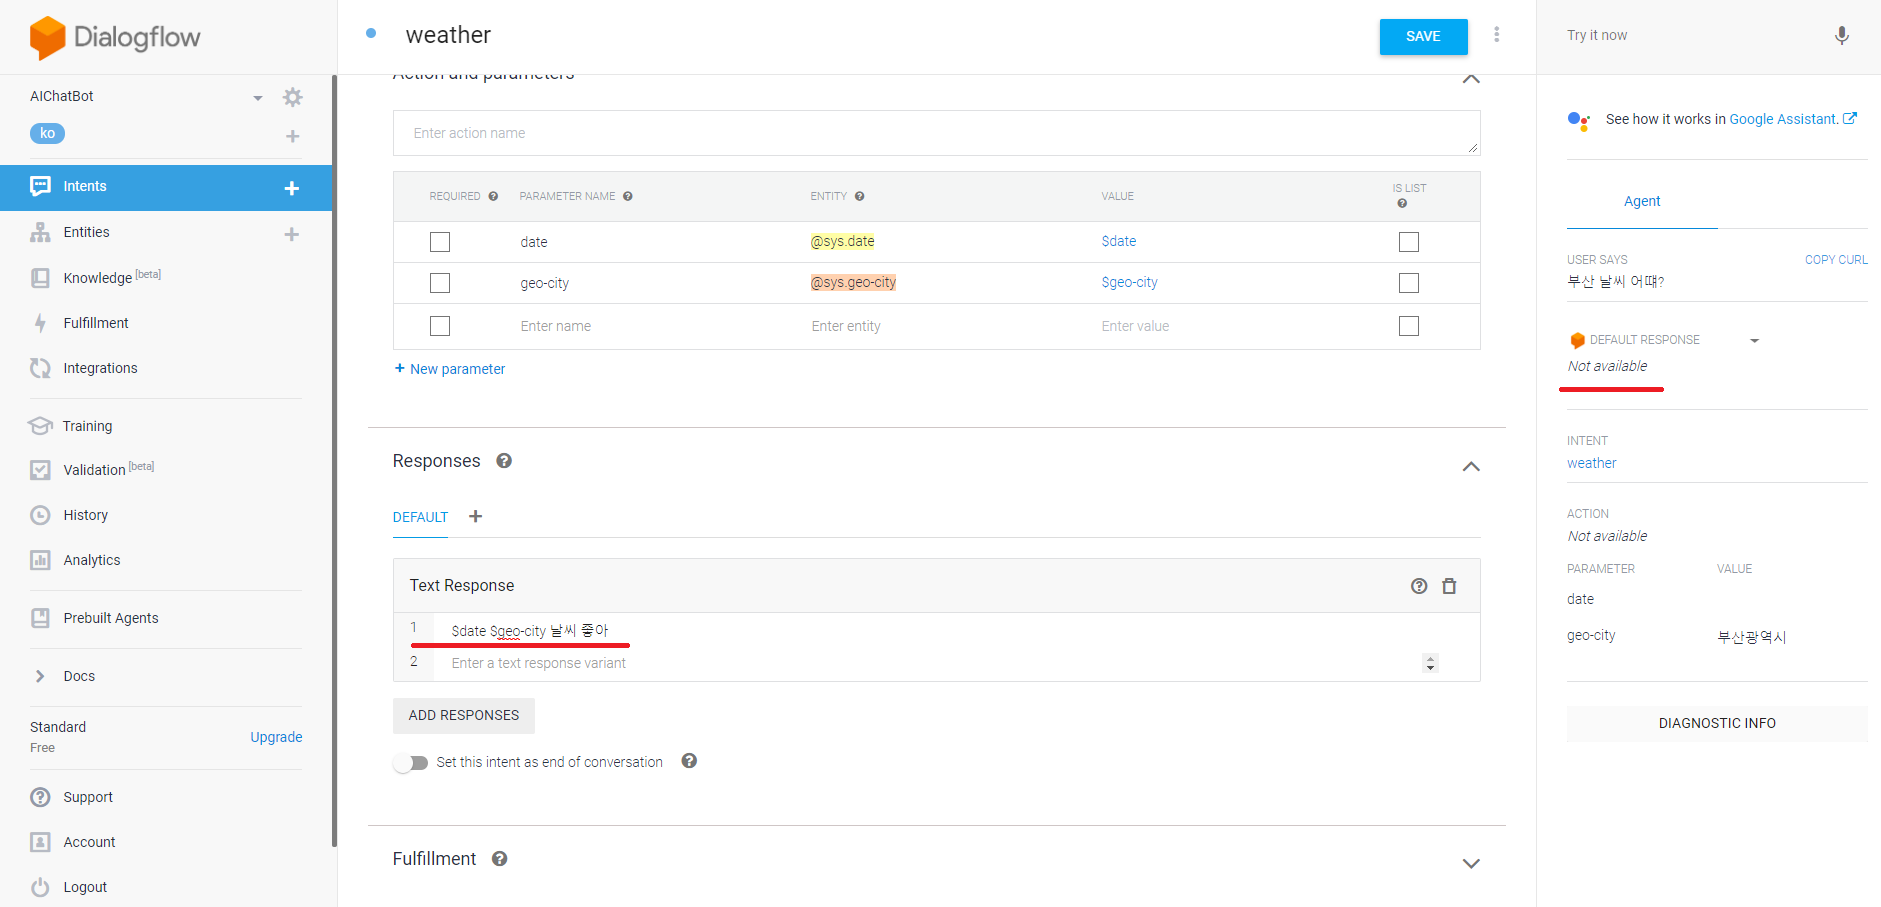 Dialogflow
AIChatBot
ko
Intents
Entities
Knowledge [beta]
Fulfillment
Integrations
Training
Validation [beta]
History
Analytics
Prebuilt Agents
Docs
Standard
Free
Upgrade
Support
Account
Logout
weather
SAVE
Action and parameters
Enter action name
REQUIRED PARAMETER NAME ENTITY VALUE IS LIST
date @sys.date $date
geo-city @sys.geo-city $geo-city
Enter name Enter entity Enter value
+ New parameter
Responses
DEFAULT
Text Response
1 $date $geo-city 날씨 좋아
2 Enter a text response variant
ADD RESPONSES
Set this intent as end of conversation
Fulfillment
Try it now
See how it works in Google Assistant.
Agent
USER SAYS COPY CURL
부산 날씨 어떄?
DEFAULT RESPONSE
Not available
INTENT
weather
ACTION
Not available
PARAMETER VALUE
date
geo-city 부산광역시
DIAGNOSTIC INFO